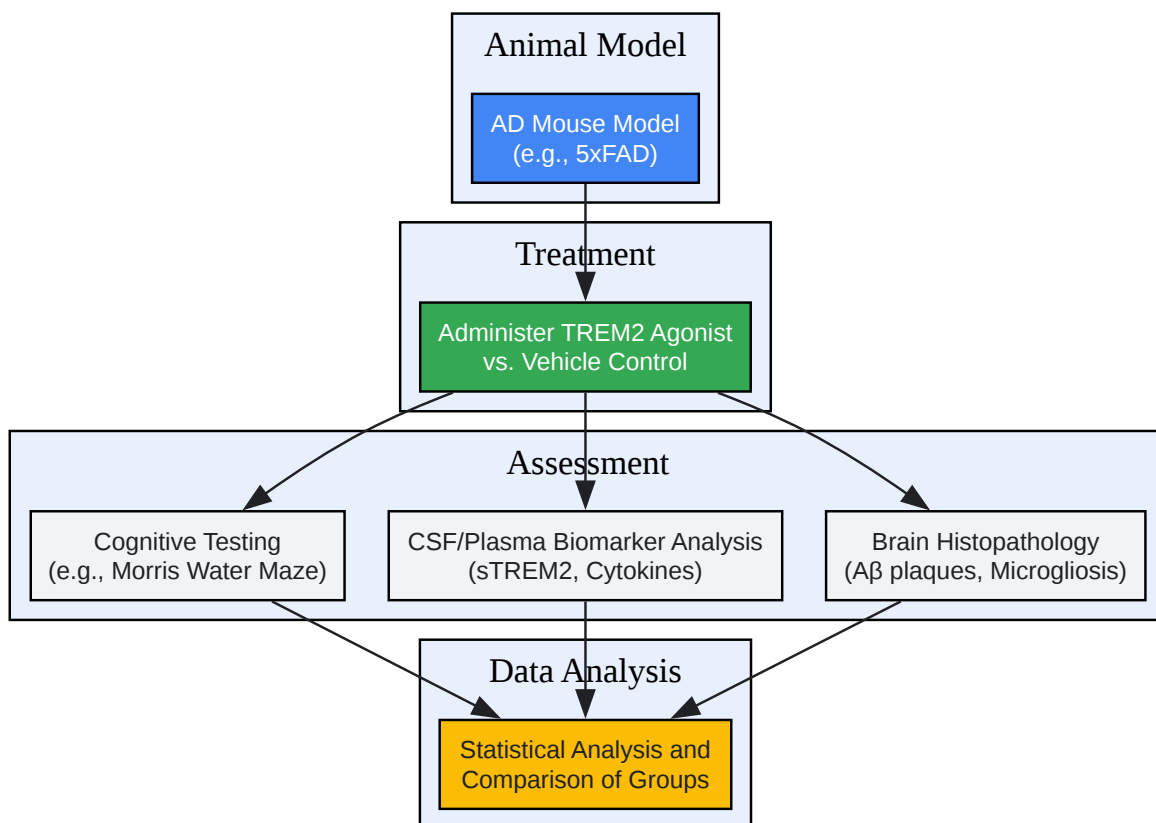 Animal Model
AD Mouse Model
(e.g., 5xFAD)
Treatment
Administer TREM2 Agonist
vs. Vehicle Control
Assessment
Cognitive Testing
(e.g., Morris Water Maze)
CSF/Plasma Biomarker Analysis
(sTREM2, Cytokines)
Brain Histopathology
(Aβ plaques, Microgliosis)
Data Analysis
Statistical Analysis and
Comparison of Groups